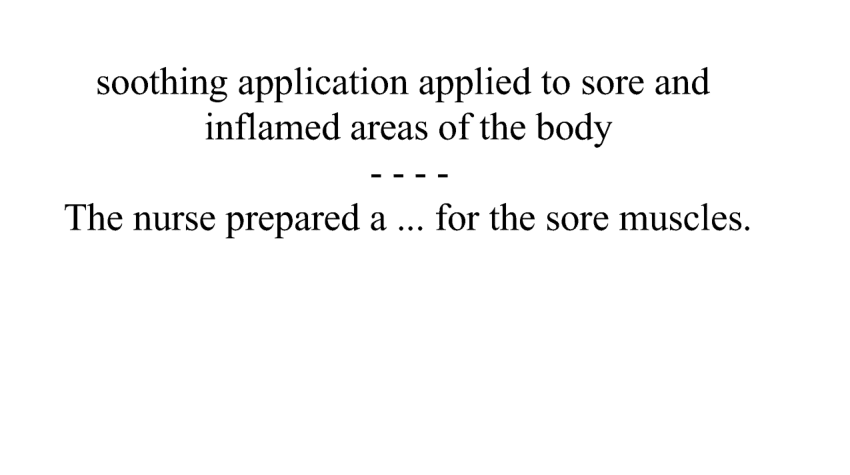 soothing application applied to sore and
inflamed areas of the body
- - - -
The nurse prepared a ... for the sore muscles.